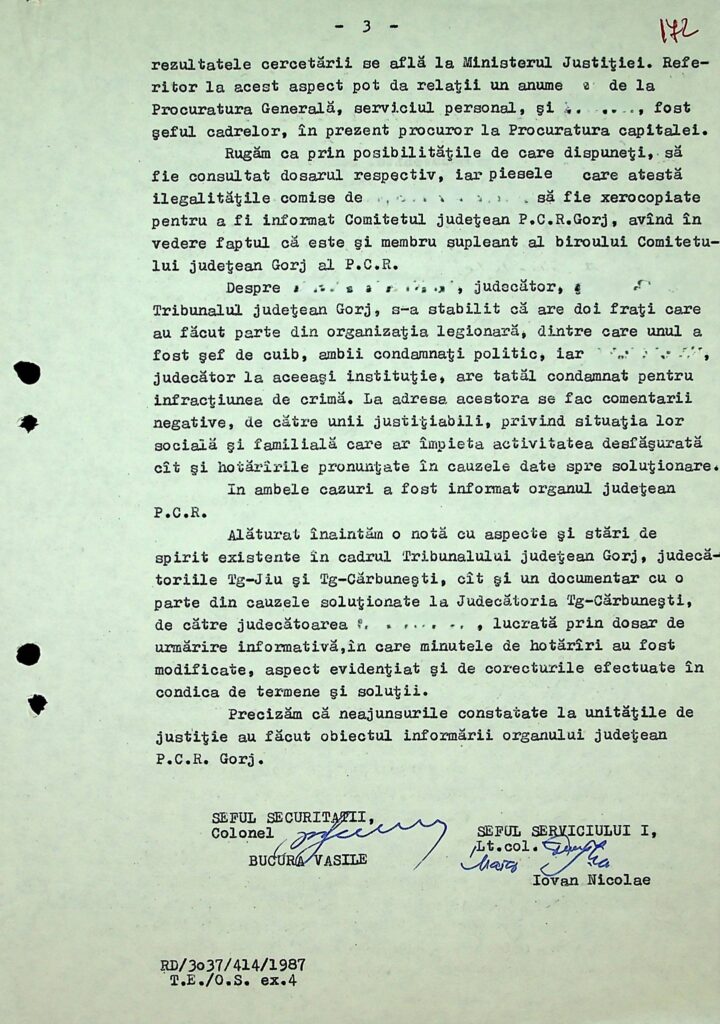 - 3 -
172
rezultatele cercetării se află la Ministerul Justiţiei. Refe-
ritor la acest aspect pot da relaţii un anume de la
Procuratura Generală, serviciul personal, şi , fost
şeful cadrelor, în prezent procuror la Procuratura capitalei.
Rugăm ca prin posibilităţile de care dispuneţi, să
fie consultat dosarul respectiv, iar piesele care atestă
ilegalităţile comise de să fie xerocopiate
pentru a fi informat Comitetul judeţean P.C.R.Gorj, avînd în
vedere faptul că este şi membru supleant al biroului Comitetu-
lui judeţean Gorj al P.C.R.
Despre , judecător,
Tribunalul judeţean Gorj, s-a stabilit că are doi fraţi care
au făcut parte din organizaţia legionară, dintre care unul a
fost şef de cuib, ambii condamnaţi politic, iar ,
judecător la aceeaşi instituţie, are tatăl condamnat pentru
infracţiunea de crimă. La adresa acestora se fac comentarii
negative, de către unii justiţiabili, privind situaţia lor
socială şi familială care ar împieta activitatea desfăşurată
cît şi hotărîrile pronunţate în cauzele date spre soluţionare.
In ambele cazuri a fost informat organul judeţean
P.C.R.
Alăturat înaintăm o notă cu aspecte şi stări de
spirit existente în cadrul Tribunalului judeţean Gorj, judecă-
toriile Tg-Jiu şi Tg-Cărbuneşti, cît şi un documentar cu o
parte din cauzele soluţionate la Judecătoria Tg-Cărbuneşti,
de către judecătoarea , lucrată prin dosar de
urmărire informativă,în care minutele de hotărîri au fost
modificate, aspect evidenţiat şi de corecturile efectuate în
condica de termene şi soluţii.
Precizăm că neajunsurile constatate la unităţile de
justiţie au făcut obiectul informării organului judeţean
P.C.R. Gorj.
SEFUL SECURITATII,
Colonel
BUCURA VASILE
SEFUL SERVICIULUI I,
Lt.col.
Iovan Nicolae
RD/3o37/414/1987
T.E./O.S. ex.4